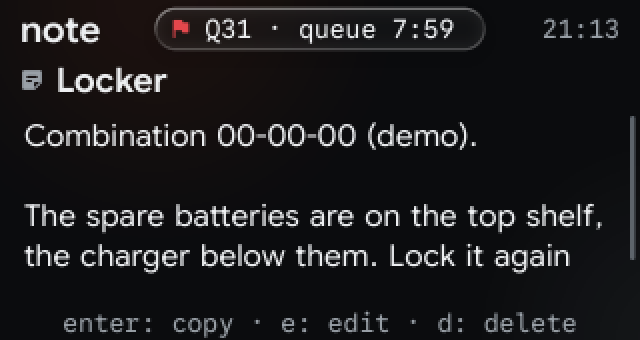 note
Q31 · queue 7:59
21:13
Locker
Combination 00-00-00 (demo).
The spare batteries are on the top shelf,
the charger below them. Lock it again
enter: copy · e: edit · d: delete